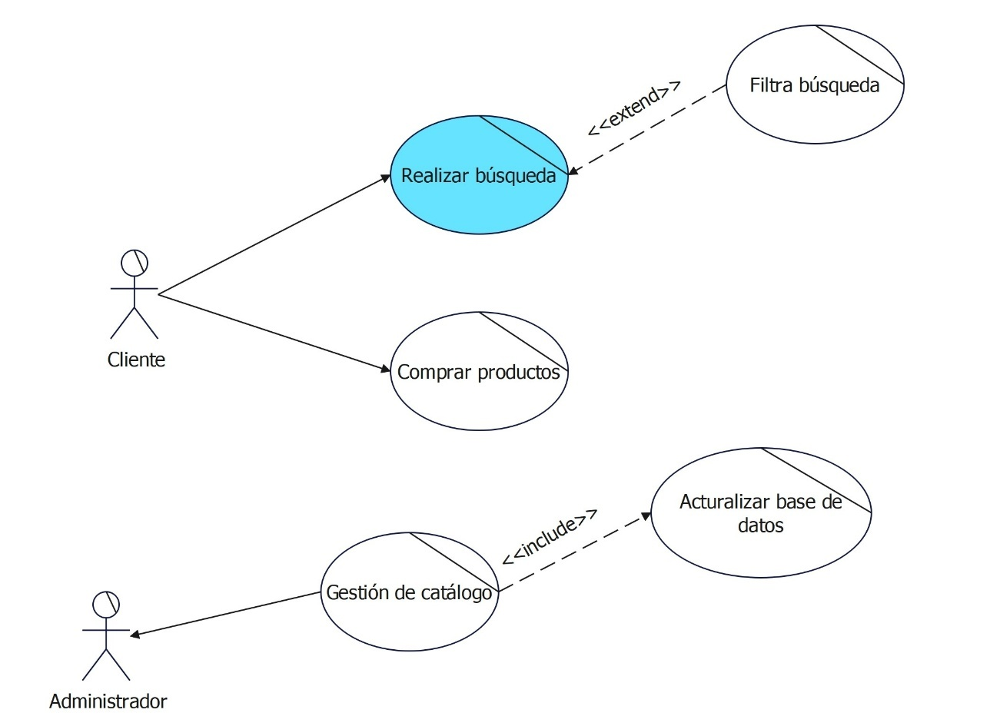 Filtra búsqueda
<<extend>>
Realizar búsqueda
Cliente
Comprar productos
Acturalizar base de
datos
<<include>>
Gestión de catálogo
Administrador